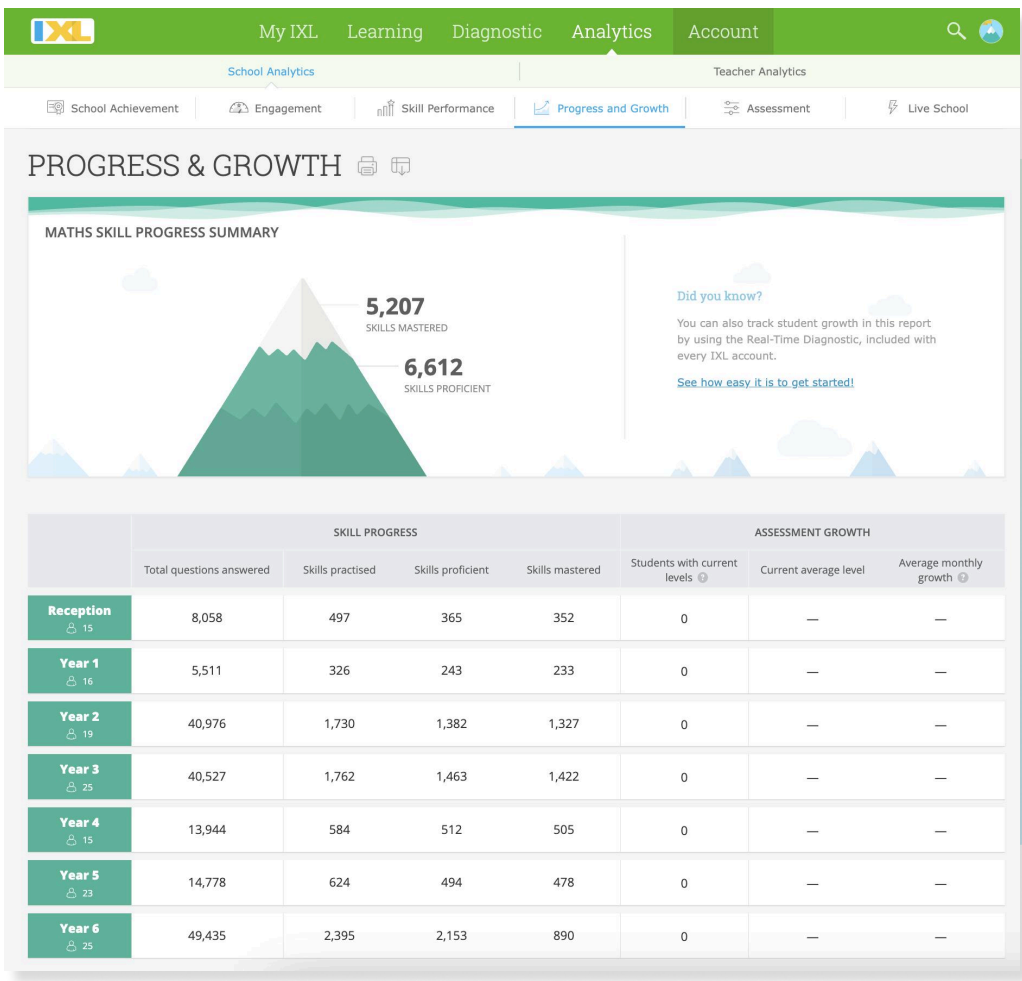 IXL
My IXL Learning Diagnostic Analytics Account
School Analytics Teacher Analytics
School Achievement Engagement Skill Performance Progress and Growth Assessment Live School
PROGRESS & GROWTH
MATHS SKILL PROGRESS SUMMARY
5,207
SKILLS MASTERED
6,612
SKILLS PROFICIENT
Did you know?
You can also track student growth in this report
by using the Real-Time Diagnostic, included with
every IXL account.
See how easy it is to get started!
SKILL PROGRESS ASSESSMENT GROWTH
Total questions answered Skills practised Skills proficient Skills mastered Students with current levels ? Current average level Average monthly growth ?
Reception 8,058 497 365 352 0 — —
15
Year 1 5,511 326 243 233 0 — —
16
Year 2 40,976 1,730 1,382 1,327 0 — —
19
Year 3 40,527 1,762 1,463 1,422 0 — —
25
Year 4 13,944 584 512 505 0 — —
15
Year 5 14,778 624 494 478 0 — —
23
Year 6 49,435 2,395 2,153 890 0 — —
25